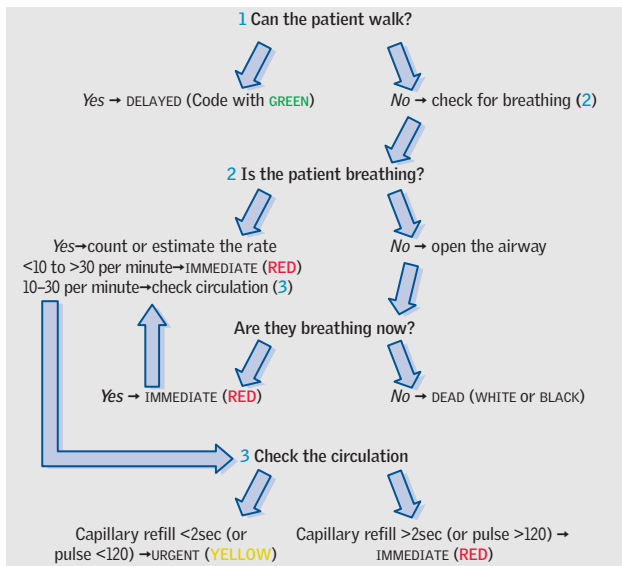 1 Can the patient walk?
Yes → DELAYED (Code with GREEN)
No → check for breathing (2)
2 Is the patient breathing?
Yes→count or estimate the rate
<10 to >30 per minute→IMMEDIATE (RED)
10–30 per minute→check circulation (3)
No → open the airway
Are they breathing now?
Yes → IMMEDIATE (RED)
No → DEAD (WHITE or BLACK)
3 Check the circulation
Capillary refill <2sec (or
pulse <120) →URGENT (YELLOW)
Capillary refill >2sec (or pulse >120) →
IMMEDIATE (RED)